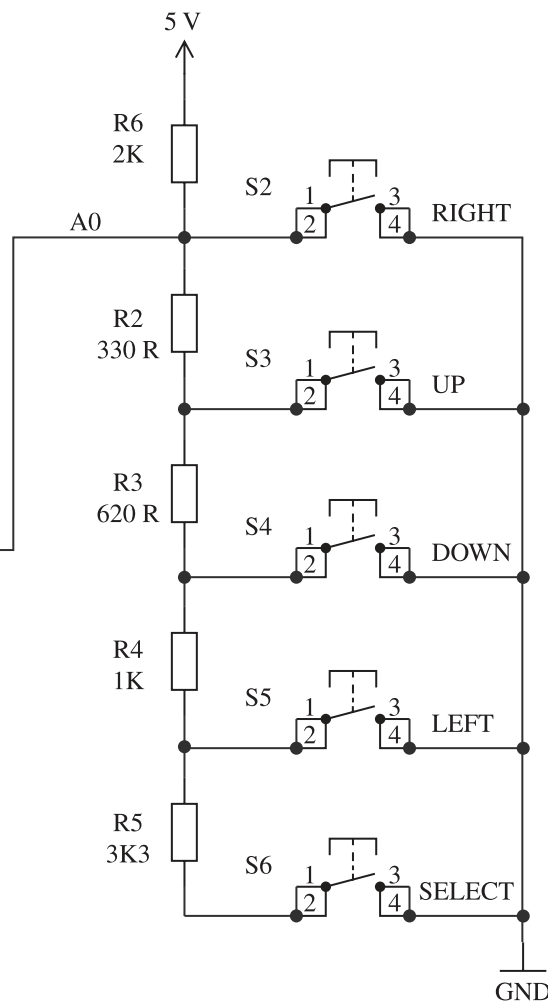 5 V
R6
2K
S2
1
3
2
4
RIGHT
A0
R2
330 R
S3
1
3
2
4
UP
R3
620 R
S4
1
3
2
4
DOWN
R4
1K
S5
1
3
2
4
LEFT
R5
3K3
S6
1
3
2
4
SELECT
GND